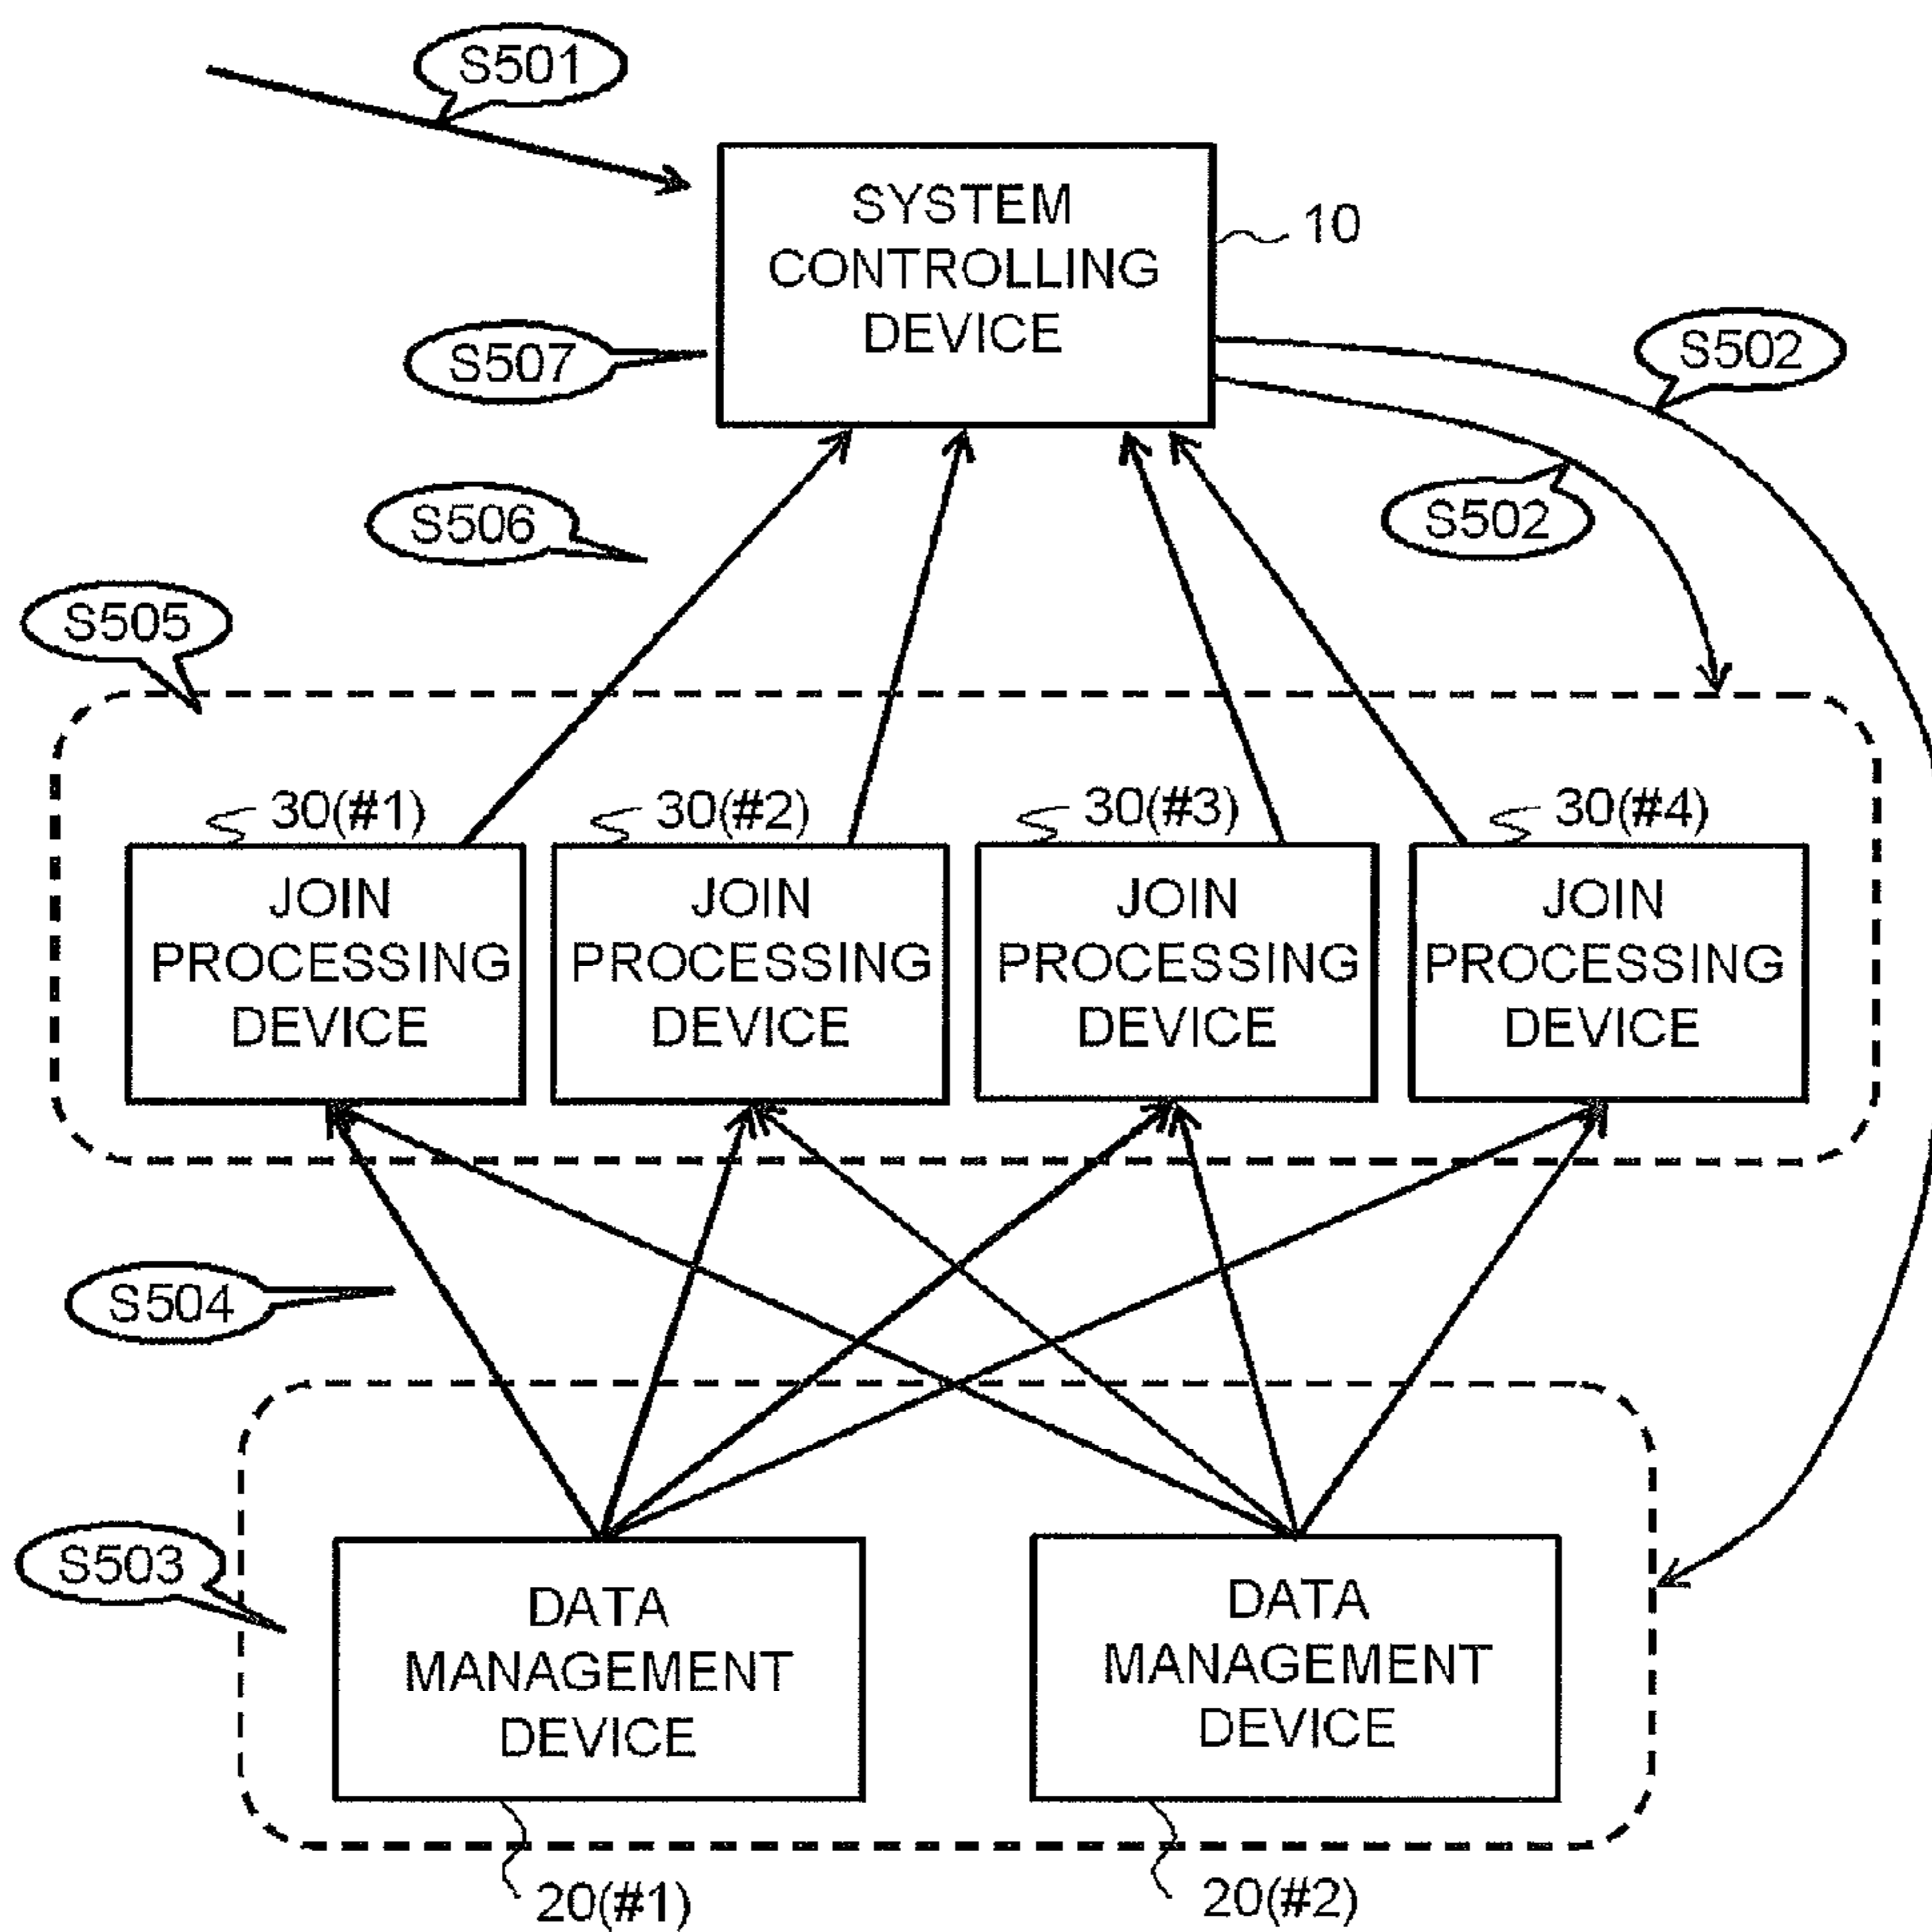 S501
SYSTEM
CONTROLLING
DEVICE
10
S507
S502
S506
S502
S505
30(#1)
30(#2)
30(#3)
30(#4)
JOIN
PROCESSING
DEVICE
JOIN
PROCESSING
DEVICE
JOIN
PROCESSING
DEVICE
JOIN
PROCESSING
DEVICE
S504
S503
DATA
MANAGEMENT
DEVICE
DATA
MANAGEMENT
DEVICE
20(#1)
20(#2)